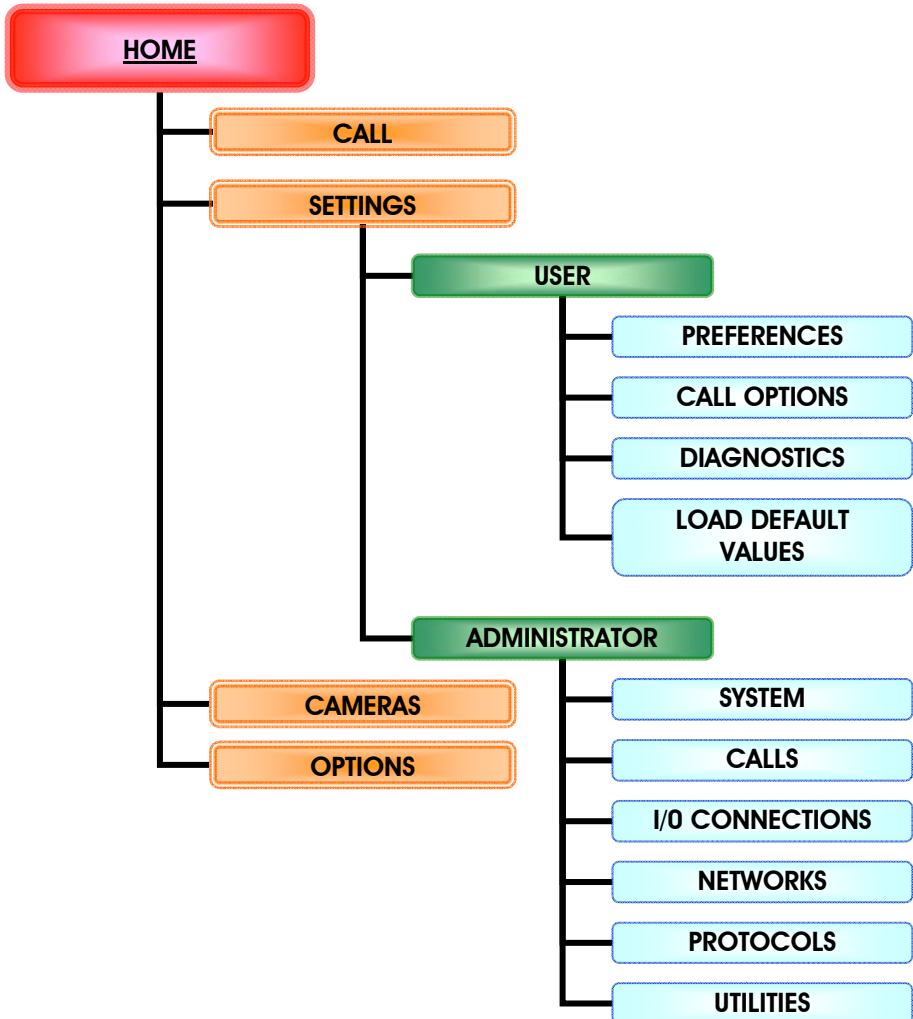 HOME
CALL
SETTINGS
USER
PREFERENCES
CALL OPTIONS
DIAGNOSTICS
LOAD DEFAULT
VALUES
ADMINISTRATOR
SYSTEM
CALLS
I/O CONNECTIONS
NETWORKS
PROTOCOLS
UTILITIES
CAMERAS
OPTIONS